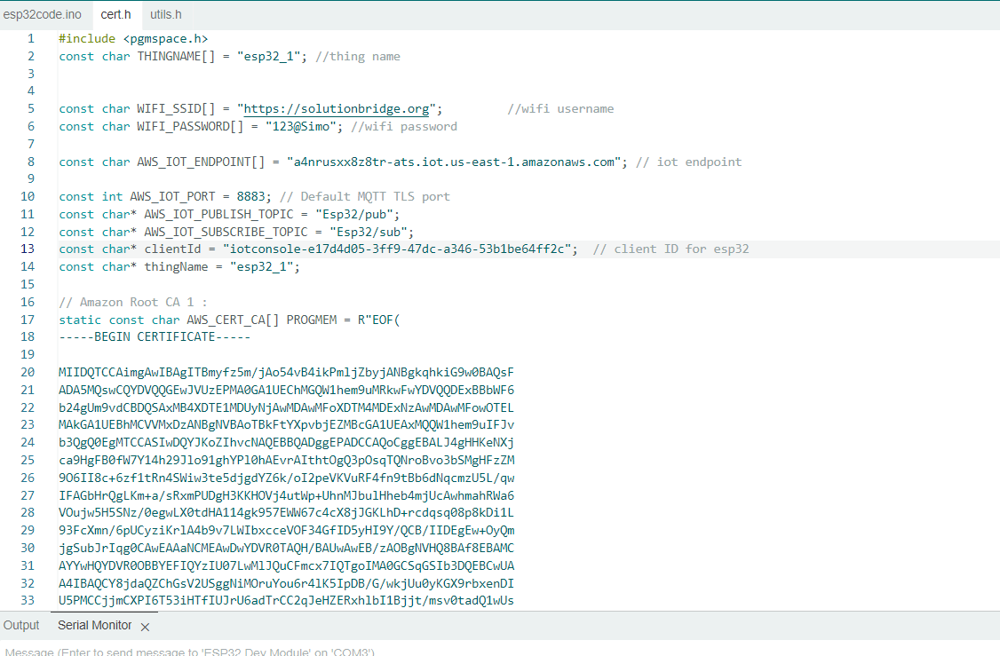 esp32code.ino cert.h utils.h
1 #include <pgmspace.h>
2 const char THINGNAME[] = "esp32_1"; //thing name
3
4
5 const char WIFI_SSID[] = "https://solutionbridge.org"; //wifi username
6 const char WIFI_PASSWORD[] = "123@Simo"; //wifi password
7
8 const char AWS_IOT_ENDPOINT[] = "a4nrusxx8z8tr-ats.iot.us-east-1.amazonaws.com"; // iot endpoint
9
10 const int AWS_IOT_PORT = 8883; // Default MQTT TLS port
11 const char* AWS_IOT_PUBLISH_TOPIC = "Esp32/pub";
12 const char* AWS_IOT_SUBSCRIBE_TOPIC = "Esp32/sub";
13 const char* clientId = "iotconsole-e17d4d05-3ff9-47dc-a346-53b1be64ff2c"; // client ID for esp32
14 const char* thingName = "esp32_1";
15
16 // Amazon Root CA 1 :
17 static const char AWS_CERT_CA[] PROGMEM = R"EOF(
18 -----BEGIN CERTIFICATE-----
19
20 MIIDQTCCAimgAwIBAgITBmyfz5m/jAo54vB4ikPmljZbyjANBgkqhkiG9w0BAQsF
21 ADA5MQswCQYDVQQGEwJVUzEPMA0GA1UEChMGQW1hem9uMRkwFwYDVQQDExBBbWF6
22 b24gUm9vdCBDQSAxMB4XDTE1MDUyNjAwMDAwMFoXDTM4MDExNzAwMDAwMFowOTEL
23 MAkGA1UEBhMCVVMxDzANBgNVBAoTBkFtYXpvbjEZMBcGA1UEAxMQQW1hem9uIFJv
24 b3QgQ0EgMTCCASIwDQYJKoZIhvcNAQEBBQADggEPADCCAQoCggEBALJ4gHHKeNXj
25 ca9HgFB0fW7Y14h29Jlo91ghYPl0hAEvrAIthtOgQ3pOsqTQNroBvo3bSMgHFzZM
26 9O6II8c+6zf1tRn4SWiw3te5djgdYZ6k/oI2peVKVuRF4fn9tBb6dNqcmzU5L/qw
27 IFAGbHrQgLKm+a/sRxmPUDgH3KKHOVj4utWp+UhnMJbulHheb4mjUcAwhmahRWa6
28 VOujw5H5SNz/0egwLX0tdHA114gk957EWW67c4cX8jJGKLhD+rcdqsq08p8kDi1L
29 93FcXmn/6pUCyziKrlA4b9v7LWIbxcceVOF34GfID5yHI9Y/QCB/IIDEgEw+OyQm
30 jgSubJrIqg0CAwEAAaNCMEAwDwYDVR0TAQH/BAUwAwEB/zAOBgNVHQ8BAf8EBAMC
31 AYYwHQYDVR0OBBYEFIQYzIU07LwMlJQuCFmcx7IQTgoIMA0GCSqGSIb3DQEBCwUA
32 A4IBAQCY8jdaQZChGsV2USggNiMOruYou6r4lK5IpDB/G/wkjUu0yKGX9rbxenDI
33 U5PMCCjjmCXPI6T53iHTfIUJrU6adTrCC2qJeHZERxhlbI1Bjjt/msv0tadQ1wUs
Output Serial Monitor
Message (Enter to send message to 'ESP32 Dev Module' on 'COM3')